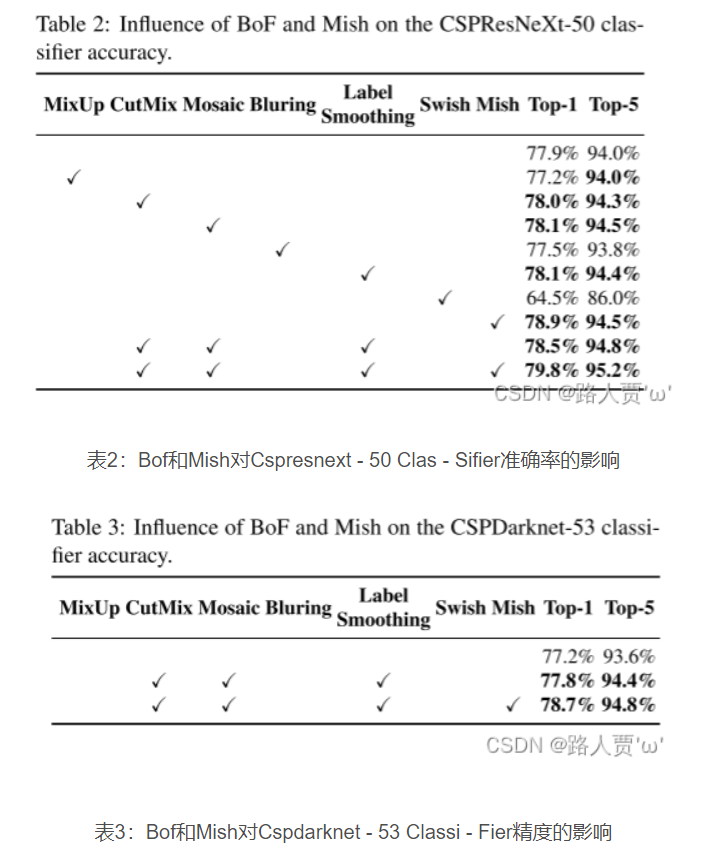 Table 2: Influence of BoF and Mish on the CSPResNeXt-50 clas-
sifier accuracy.
MixUp CutMix Mosaic Bluring Label Smoothing Swish Mish Top-1 Top-5
77.9% 94.0%
✓ 77.2% 94.0%
✓ 78.0% 94.3%
✓ 78.1% 94.5%
✓ 77.5% 93.8%
✓ 78.1% 94.4%
✓ 64.5% 86.0%
✓ 78.9% 94.5%
✓ ✓ ✓ 78.5% 94.8%
✓ ✓ ✓ ✓ 79.8% 95.2%
CSDN @路人贾'ω'
表2：Bof和Mish对Cspresnext - 50 Clas - Sifier准确率的影响
Table 3: Influence of BoF and Mish on the CSPDarknet-53 classi-
fier accuracy.
MixUp CutMix Mosaic Bluring Label Smoothing Swish Mish Top-1 Top-5
77.2% 93.6%
✓ ✓ ✓ 77.8% 94.4%
✓ ✓ ✓ ✓ 78.7% 94.8%
CSDN @路人贾'ω'
表3：Bof和Mish对Cspdarknet - 53 Classi - Fier精度的影响